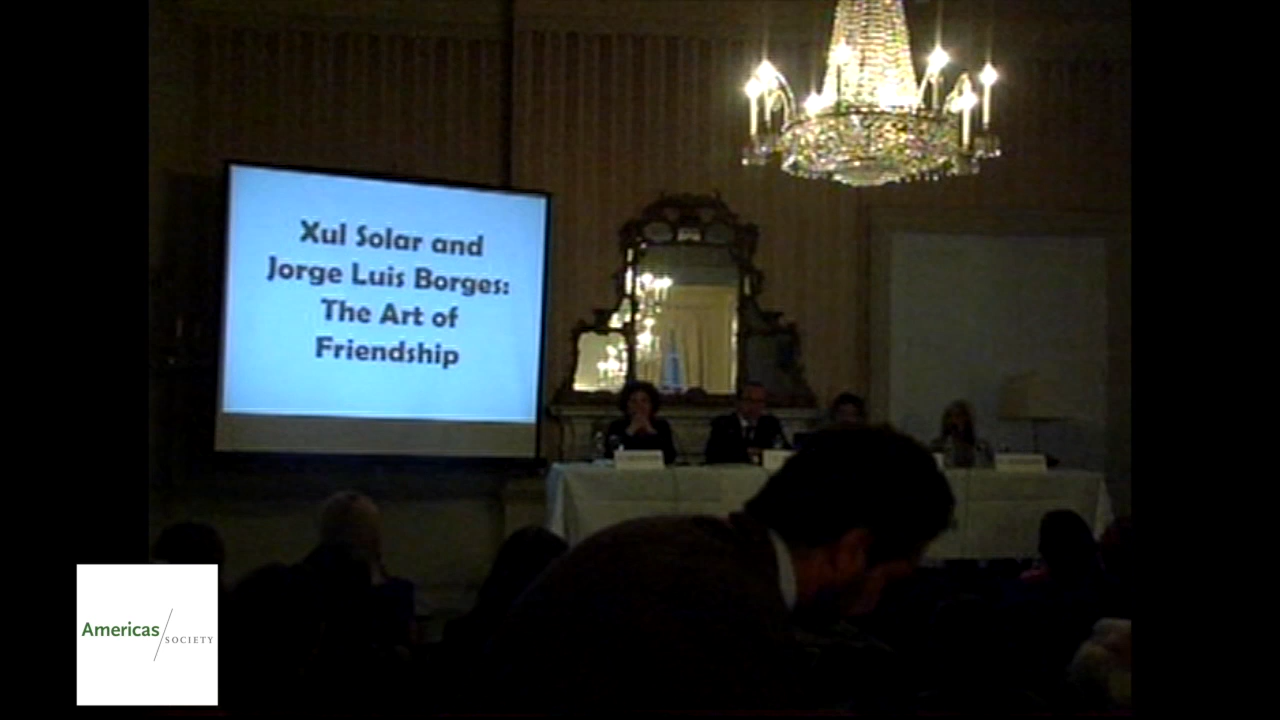 Xul Solar and
Jorge Luis Borges:
The Art of
Friendship
Americas/SOCIETY